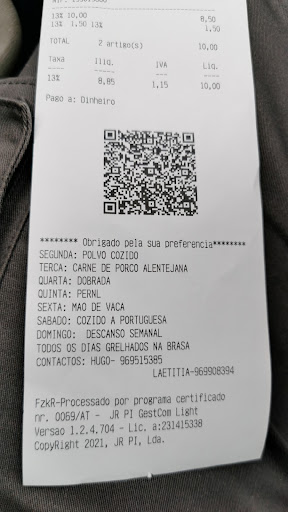 13% 10,00 8,50
13% 1,50 13% 1,50
TOTAL 2 artigo(s) 10,00
Taxa Iliq. IVA Liq.
13% 8,85 1,15 10,00
Pago a: Dinheiro
******** Obrigado pela sua preferencia********
SEGUNDA: POLVO COZIDO
TERCA: CARNE DE PORCO ALENTEJANA
QUARTA: DOBRADA
QUINTA: PERNL
SEXTA: MAO DE VACA
SABADO: COZIDO A PORTUGUESA
DOMINGO: DESCANSO SEMANAL
TODOS OS DIAS GRELHADOS NA BRASA
CONTACTOS: HUGO- 969515385
LAETITIA-969908394
FzkR-Processado por programa certificado
nr. 0069/AT - JR PI GestCom Light
Versao 1.2.4.704 - Lic. a:231415338
CopyRight 2021, JR PI, Lda.